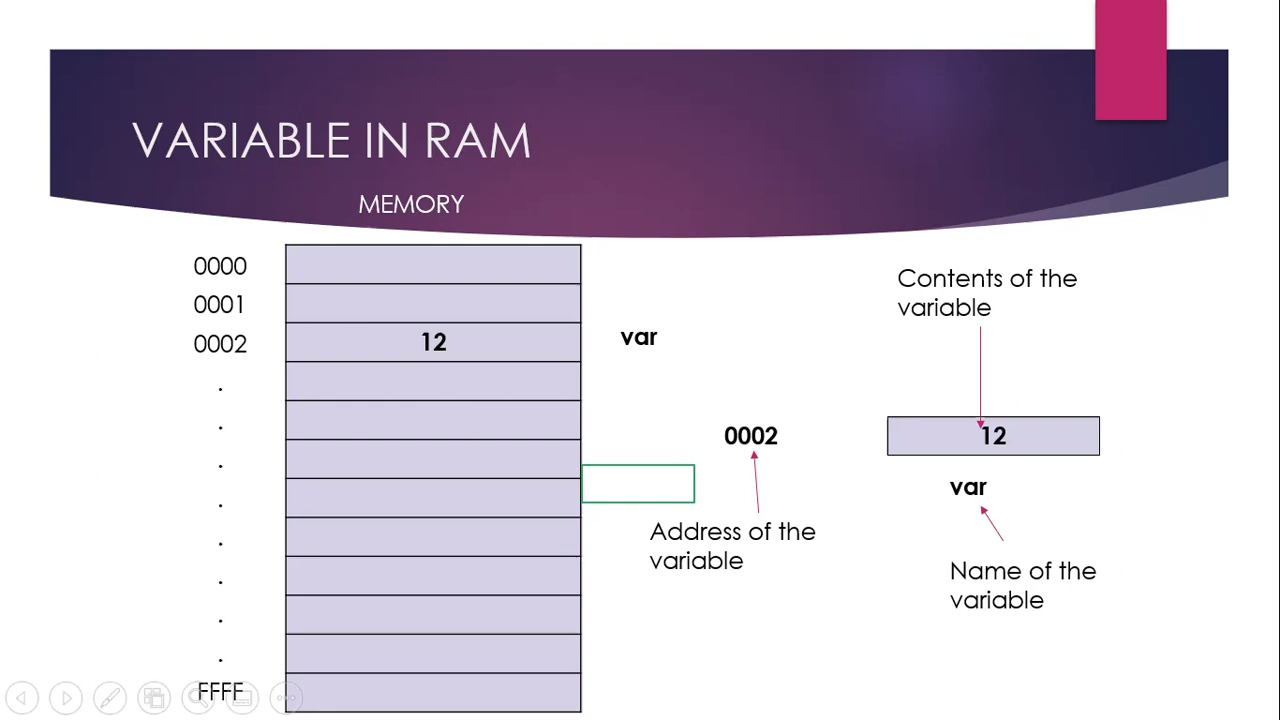 VARIABLE IN RAM
MEMORY
0000
0001
0002
12
var
.
.
.
.
.
.
.
.
FFFF
0002
Address of the
variable
Contents of the
variable
12
var
Name of the
variable